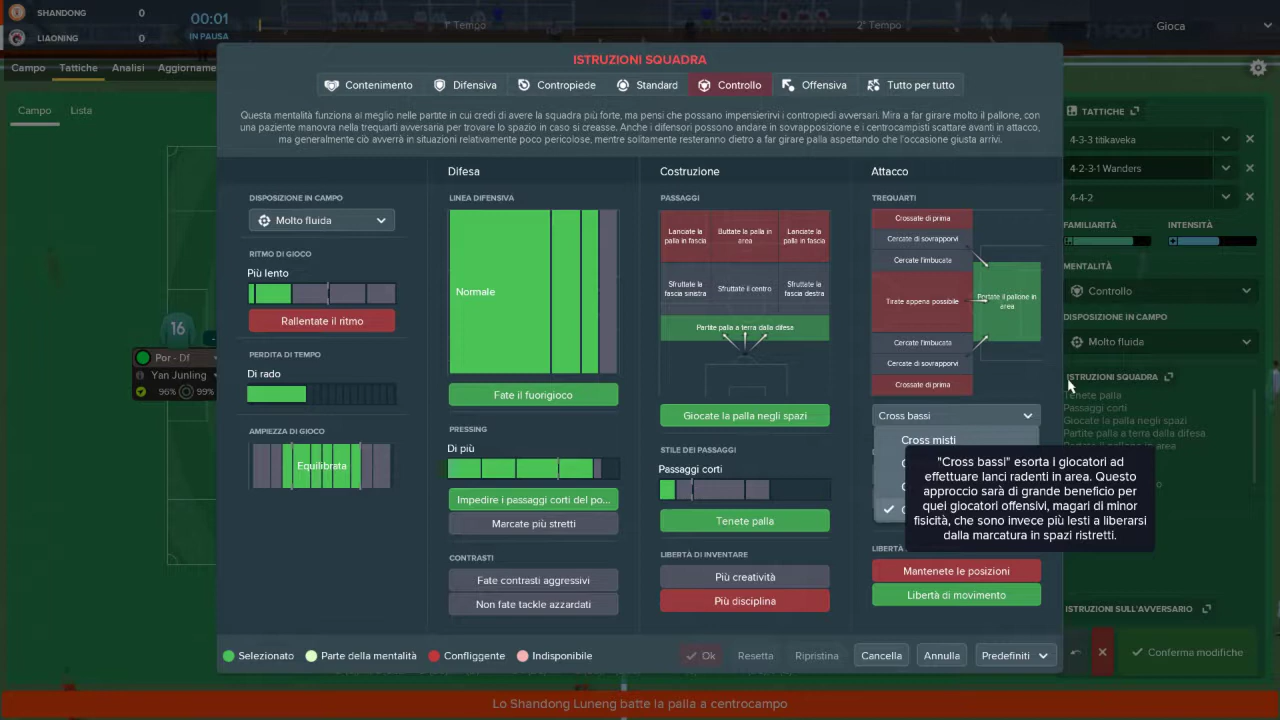 SHANDONG 0
LIAONING 0
00:01
IN PAUSA
1° Tempo
2° Tempo
Gioca
Campo Tattiche Analisi Aggiorname
Campo Lista
16
Por - Df
Yan Junling
96% 99%
ISTRUZIONI SQUADRA
Contenimento Difensiva Contropiede Standard Controllo Offensiva Tutto per tutto
Questa mentalità funziona al meglio nelle partite in cui credi di avere la squadra più forte, ma pensi che possano impensierirvi i contropiedi avversari. Mira a far girare molto il pallone, con
una paziente manovra nella trequarti avversaria per trovare lo spazio in caso si creasse. Anche i difensori possono andare in sovrapposizione e i centrocampisti scattare avanti in attacco,
ma generalmente ciò avverrà in situazioni relativamente poco pericolose, mentre solitamente resteranno dietro a far girare palla aspettando che l'occasione giusta arrivi.
DISPOSIZIONE IN CAMPO
Molto fluida
RITMO DI GIOCO
Più lento
Rallentate il ritmo
PERDITA DI TEMPO
Di rado
AMPIEZZA DI GIOCO
Equilibrata
Difesa
LINEA DIFENSIVA
Normale
Fate il fuorigioco
PRESSING
Di più
Impedire i passaggi corti del po...
Marcate più stretti
CONTRASTI
Fate contrasti aggressivi
Non fate tackle azzardati
Costruzione
PASSAGGI
Lanciate la palla in fascia
Buttate la palla in area
Lanciate la palla in fascia
Sfruttate la fascia sinistra
Sfruttate il centro
Sfruttate la fascia destra
Partite palla a terra dalla difesa
Giocate la palla negli spazi
STILE DEI PASSAGGI
Passaggi corti
Tenete palla
LIBERTÀ DI INVENTARE
Più creatività
Più disciplina
Attacco
TREQUARTI
Crossate di prima
Cercate di sovrapporvi
Cercate l'imbucata
Tirate appena possibile
Portate il pallone in area
Cercate l'imbucata
Cercate di sovrapporvi
Crossate di prima
Cross bassi
Cross misti
"Cross bassi" esorta i giocatori ad
effettuare lanci radenti in area. Questo
approccio sarà di grande beneficio per
quei giocatori offensivi, magari di minor
fisicità, che sono invece più lesti a liberarsi
dalla marcatura in spazi ristretti.
Mantenete le posizioni
Libertà di movimento
Selezionato Parte della mentalità Confliggente Indisponibile
Ok Resetta Ripristina Cancella Annulla Predefiniti
TATTICHE
4-3-3 titikaveka
4-2-3-1 Wanders
4-4-2
FAMILIARITÀ INTENSITÀ
MENTALITÀ
Controllo
DISPOSIZIONE IN CAMPO
Molto fluida
ISTRUZIONI SQUADRA
Tenete palla
Passaggi corti
Giocate la palla negli spazi
Partite palla a terra dalla difesa
ISTRUZIONI SULL'AVVERSARIO
Conferma modifiche
Lo Shandong Luneng batte la palla a centrocampo